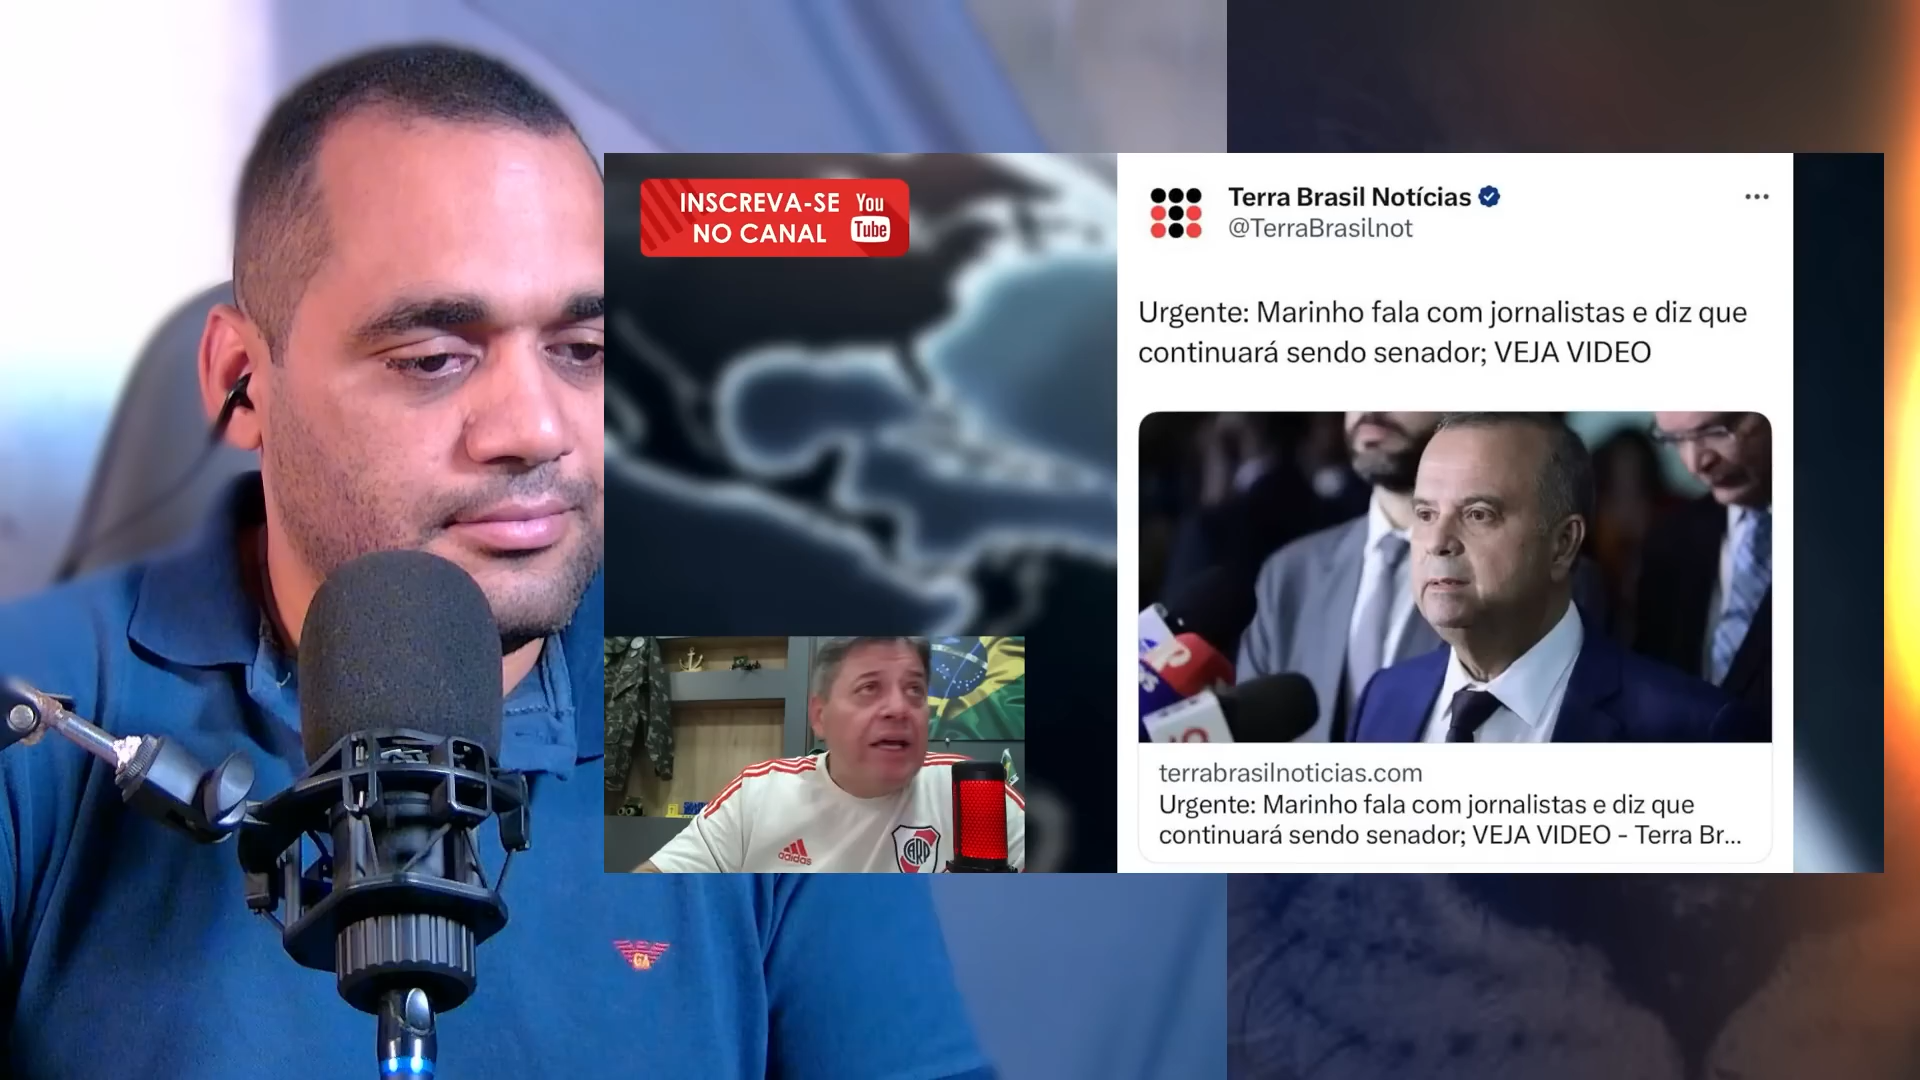 INSCREVA-SE
NO CANAL
You
Tube
Terra Brasil Notícias
@TerraBrasilnot
Urgente: Marinho fala com jornalistas e diz que
continuará sendo senador; VEJA VIDEO
terrabrasilnoticias.com
Urgente: Marinho fala com jornalistas e diz que
continuará sendo senador; VEJA VIDEO - Terra Br...
adidas
CARP
GA